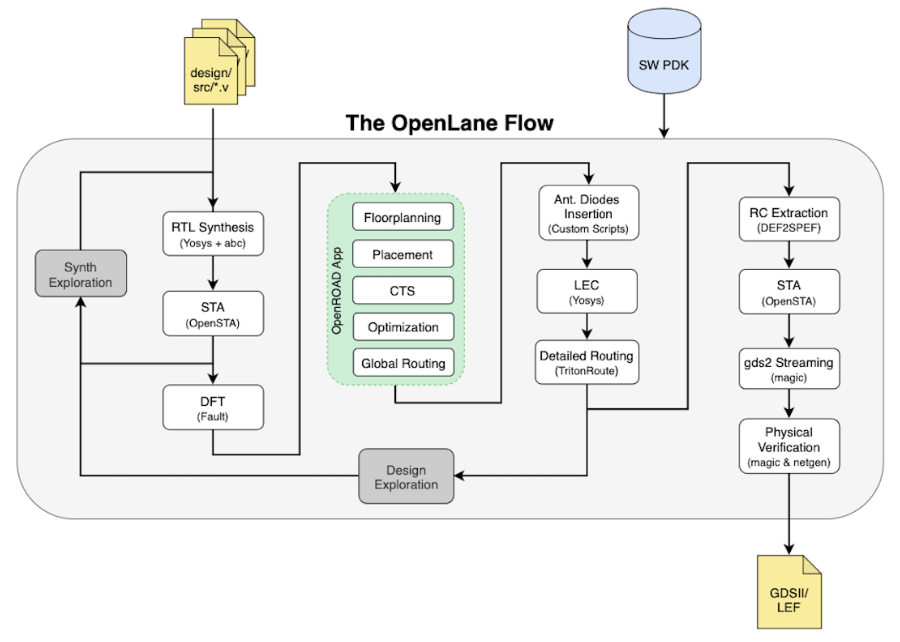 design/
src/*.v
SW PDK
The OpenLane Flow
RTL Synthesis
(Yosys + abc)
STA
(OpenSTA)
DFT
(Fault)
Synth
Exploration
OpenROAD App
Floorplanning
Placement
CTS
Optimization
Global Routing
Design
Exploration
Ant. Diodes
Insertion
(Custom Scripts)
LEC
(Yosys)
Detailed Routing
(TritonRoute)
RC Extraction
(DEF2SPEF)
STA
(OpenSTA)
gds2 Streaming
(magic)
Physical
Verification
(magic & netgen)
GDSII/
LEF